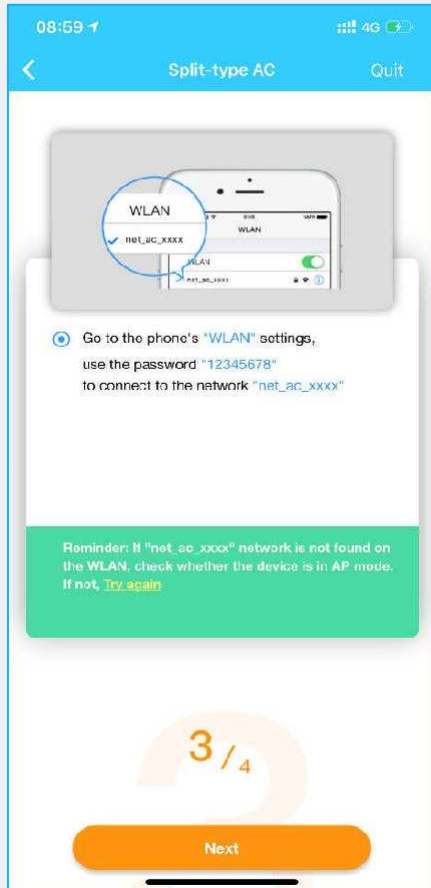 08:59
4G
Split-type AC
Quit
WLAN
net_ac_xxxx
WLAN
WLAN
net_ac_xxxx
Go to the phone's "WLAN" settings,
use the password "12345678"
to connect to the network "net_ac_xxxx"
Reminder: If "net_ac_xxxx" network is not found on
the WLAN, check whether the device is in AP mode.
If not, Try again
3/4
Next